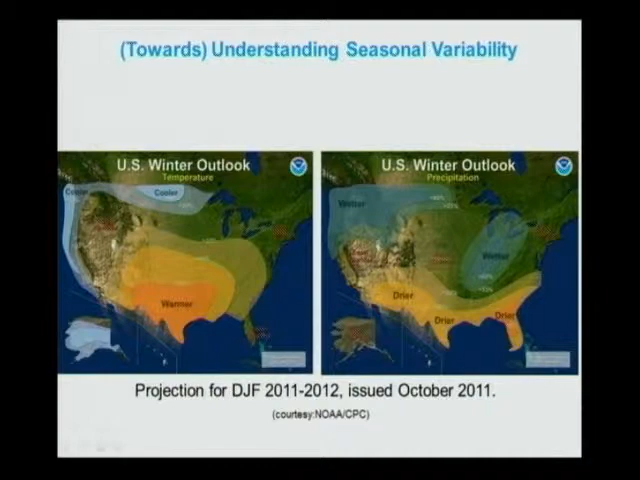 (Towards) Understanding Seasonal Variability
U.S. Winter Outlook
Temperature
Cooler
Cooler
Warmer
U.S. Winter Outlook
Precipitation
Wetter
Wetter
Drier
Drier
Drier
Projection for DJF 2011-2012, issued October 2011.
(courtesy:NOAA/CPC)